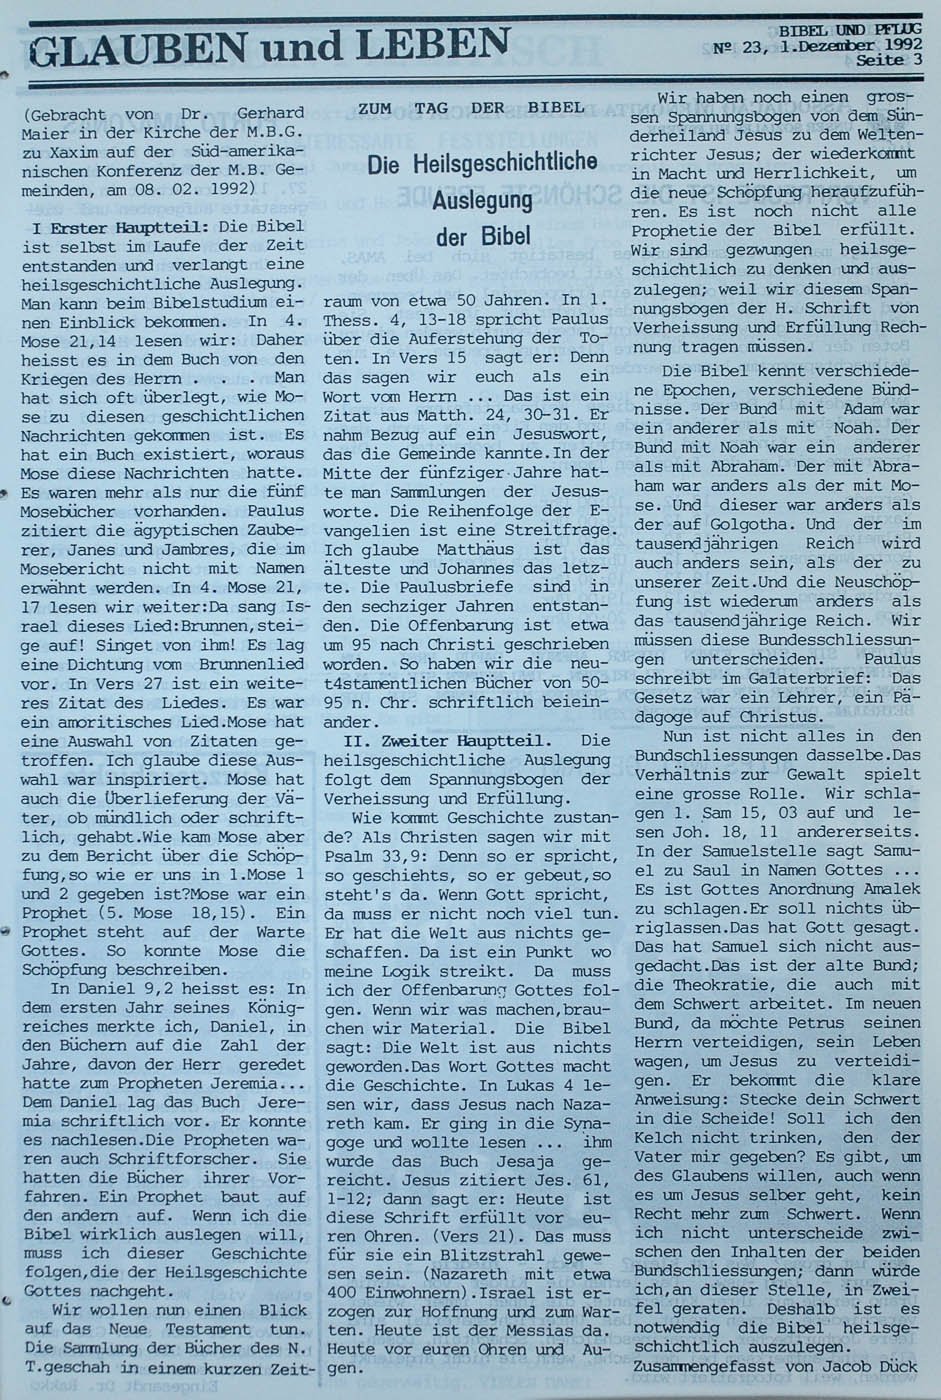 GLAUBEN und LEBEN
BIBEL UND PFLUG
Nº 23, 1.Dezember 1992
Seite 3
ZUM TAG DER BIBEL
Die Heilsgeschichtliche
Auslegung
der Bibel
(Gebracht von Dr. Gerhard
Maier in der Kirche der M.B.G.
zu Xaxim auf der Süd-amerika-
nischen Konferenz der M.B. Ge-
meinden, am 08. 02. 1992)
I Erster Hauptteil: Die Bibel
ist selbst im Laufe der Zeit
entstanden und verlangt eine
heilsgeschichtliche Auslegung.
Man kann beim Bibelstudium ei-
nen Einblick bekommen. In 4.
Mose 21,14 lesen wir: Daher
heisst es in dem Buch von den
Kriegen des Herrn . . . Man
hat sich oft überlegt, wie Mo-
se zu diesen geschichtlichen
Nachrichten gekommen ist. Es
hat ein Buch existiert, woraus
Mose diese Nachrichten hatte.
Es waren mehr als nur die fünf
Mosebücher vorhanden. Paulus
zitiert die ägyptischen Zaube-
rer, Janes und Jambres, die im
Mosebericht nicht mit Namen
erwähnt werden. In 4. Mose 21,
17 lesen wir weiter:Da sang Is-
rael dieses Lied:Brunnen,stei-
ge auf! Singet von ihm! Es lag
eine Dichtung vom Brunnenlied
vor. In Vers 27 ist ein weite-
res Zitat des Liedes. Es war
ein amoritisches Lied.Mose hat
eine Auswahl von Zitaten ge-
troffen. Ich glaube diese Aus-
wahl war inspiriert. Mose hat
auch die Überlieferung der Vä-
ter, ob mündlich oder schrift-
lich, gehabt.Wie kam Mose aber
zu dem Bericht über die Schöp-
fung,so wie er uns in 1.Mose 1
und 2 gegeben ist?Mose war ein
Prophet (5. Mose 18,15). Ein
Prophet steht auf der Warte
Gottes. So konnte Mose die
Schöpfung beschreiben.
In Daniel 9,2 heisst es: In
dem ersten Jahr seines König-
reiches merkte ich, Daniel, in
den Büchern auf die Zahl der
Jahre, davon der Herr geredet
hatte zum Propheten Jeremia...
Dem Daniel lag das Buch Jere-
mia schriftlich vor. Er konnte
es nachlesen.Die Propheten wa-
ren auch Schriftforscher. Sie
hatten die Bücher ihrer Vor-
fahren. Ein Prophet baut auf
den andern auf. Wenn ich die
Bibel wirklich auslegen will,
muss ich dieser Geschichte
folgen,die der Heilsgeschichte
Gottes nachgeht.
Wir wollen nun einen Blick
auf das Neue Testament tun.
Die Sammlung der Bücher des N.
T.geschah in einem kurzen Zeit-
raum von etwa 50 Jahren. In 1.
Thess. 4, 13-18 spricht Paulus
über die Auferstehung der To-
ten. In Vers 15 sagt er: Denn
das sagen wir euch als ein
Wort vom Herrn ... Das ist ein
Zitat aus Matth. 24, 30-31. Er
nahm Bezug auf ein Jesuswort,
das die Gemeinde kannte.In der
Mitte der fünfziger Jahre hat-
te man Sammlungen der Jesus-
worte. Die Reihenfolge der E-
vangelien ist eine Streitfrage.
Ich glaube Matthäus ist das
älteste und Johannes das letz-
te. Die Paulusbriefe sind in
den sechziger Jahren entstan-
den. Die Offenbarung ist etwa
um 95 nach Christi geschrieben
worden. So haben wir die neu-
t4stamentlichen Bücher von 50-
95 n. Chr. schriftlich beiein-
ander.
II. Zweiter Hauptteil. Die
heilsgeschichtliche Auslegung
folgt dem Spannungsbogen der
Verheissung und Erfüllung.
Wie kommt Geschichte zustan-
de? Als Christen sagen wir mit
Psalm 33,9: Denn so er spricht,
so geschiehts, so er gebeut,so
steht's da. Wenn Gott spricht,
da muss er nicht noch viel tun.
Er hat die Welt aus nichts ge-
schaffen. Da ist ein Punkt wo
meine Logik streikt. Da muss
ich der Offenbarung Gottes fol-
gen. Wenn wir was machen,brau-
chen wir Material. Die Bibel
sagt: Die Welt ist aus nichts
geworden.Das Wort Gottes macht
die Geschichte. In Lukas 4 le-
sen wir, dass Jesus nach Naza-
reth kam. Er ging in die Syna-
goge und wollte lesen ... ihm
wurde das Buch Jesaja ge-
reicht. Jesus zitiert Jes. 61,
1-12; dann sagt er: Heute ist
diese Schrift erfüllt vor eu-
ren Ohren. (Vers 21). Das muss
für sie ein Blitzstrahl gewe-
sen sein. (Nazareth mit etwa
400 Einwohnern).Israel ist er-
zogen zur Hoffnung und zum War-
ten. Heute ist der Messias da.
Heute vor euren Ohren und Au-
gen.
Wir haben noch einen gros-
sen Spannungsbogen von dem Sün-
derheiland Jesus zu dem Welten-
richter Jesus; der wiederkommt
in Macht und Herrlichkeit, um
die neue Schöpfung heraufzufüh-
ren. Es ist noch nicht alle
Prophetie der Bibel erfüllt.
Wir sind gezwungen heilsge-
schichtlich zu denken und aus-
zulegen; weil wir diesem Span-
nungsbogen der H. Schrift von
Verheissung und Erfüllung Rech-
nung tragen müssen.
Die Bibel kennt verschiede-
ne Epochen, verschiedene Bünd-
nisse. Der Bund mit Adam war
ein anderer als mit Noah. Der
Bund mit Noah war ein anderer
als mit Abraham. Der mit Abra-
ham war anders als der mit Mo-
se. Und dieser war anders als
der auf Golgotha. Und der im
tausendjährigen Reich wird
auch anders sein, als der zu
unserer Zeit.Und die Neuschöp-
fung ist wiederum anders als
das tausendjährige Reich. Wir
müssen diese Bundesschliessun-
gen unterscheiden. Paulus
schreibt im Galaterbrief: Das
Gesetz war ein Lehrer, ein Pä-
dagoge auf Christus.
Nun ist nicht alles in den
Bundschliessungen dasselbe.Das
Verhältnis zur Gewalt spielt
eine grosse Rolle. Wir schla-
gen 1. Sam 15, 03 auf und le-
sen Joh. 18, 11 andererseits.
In der Samuelstelle sagt Samu-
el zu Saul in Namen Gottes ...
Es ist Gottes Anordnung Amalek
zu schlagen.Er soll nichts üb-
riglassen.Das hat Gott gesagt.
Das hat Samuel sich nicht aus-
gedacht.Das ist der alte Bund;
die Theokratie, die auch mit
dem Schwert arbeitet. Im neuen
Bund, da möchte Petrus seinen
Herrn verteidigen, sein Leben
wagen, um Jesus zu verteidi-
gen. Er bekommt die klare
Anweisung: Stecke dein Schwert
in die Scheide! Soll ich den
Kelch nicht trinken, den der
Vater mir gegeben? Es gibt, um
des Glaubens willen, auch wenn
es um Jesus selber geht, kein
Recht mehr zum Schwert. Wenn
ich nicht unterscheide zwi-
schen den Inhalten der beiden
Bundschliessungen; dann würde
ich,an dieser Stelle, in Zwei-
fel geraten. Deshalb ist es
notwendig die Bibel heilsge-
schichtlich auszulegen.
Zusammengefasst von Jacob Dück